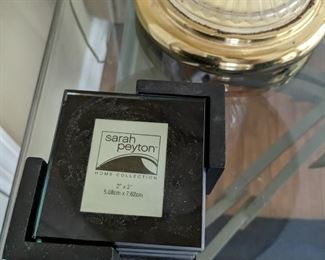 sarah
peyton
HOME COLLECTION
2" x 3"
5.08cm x 7.62cm